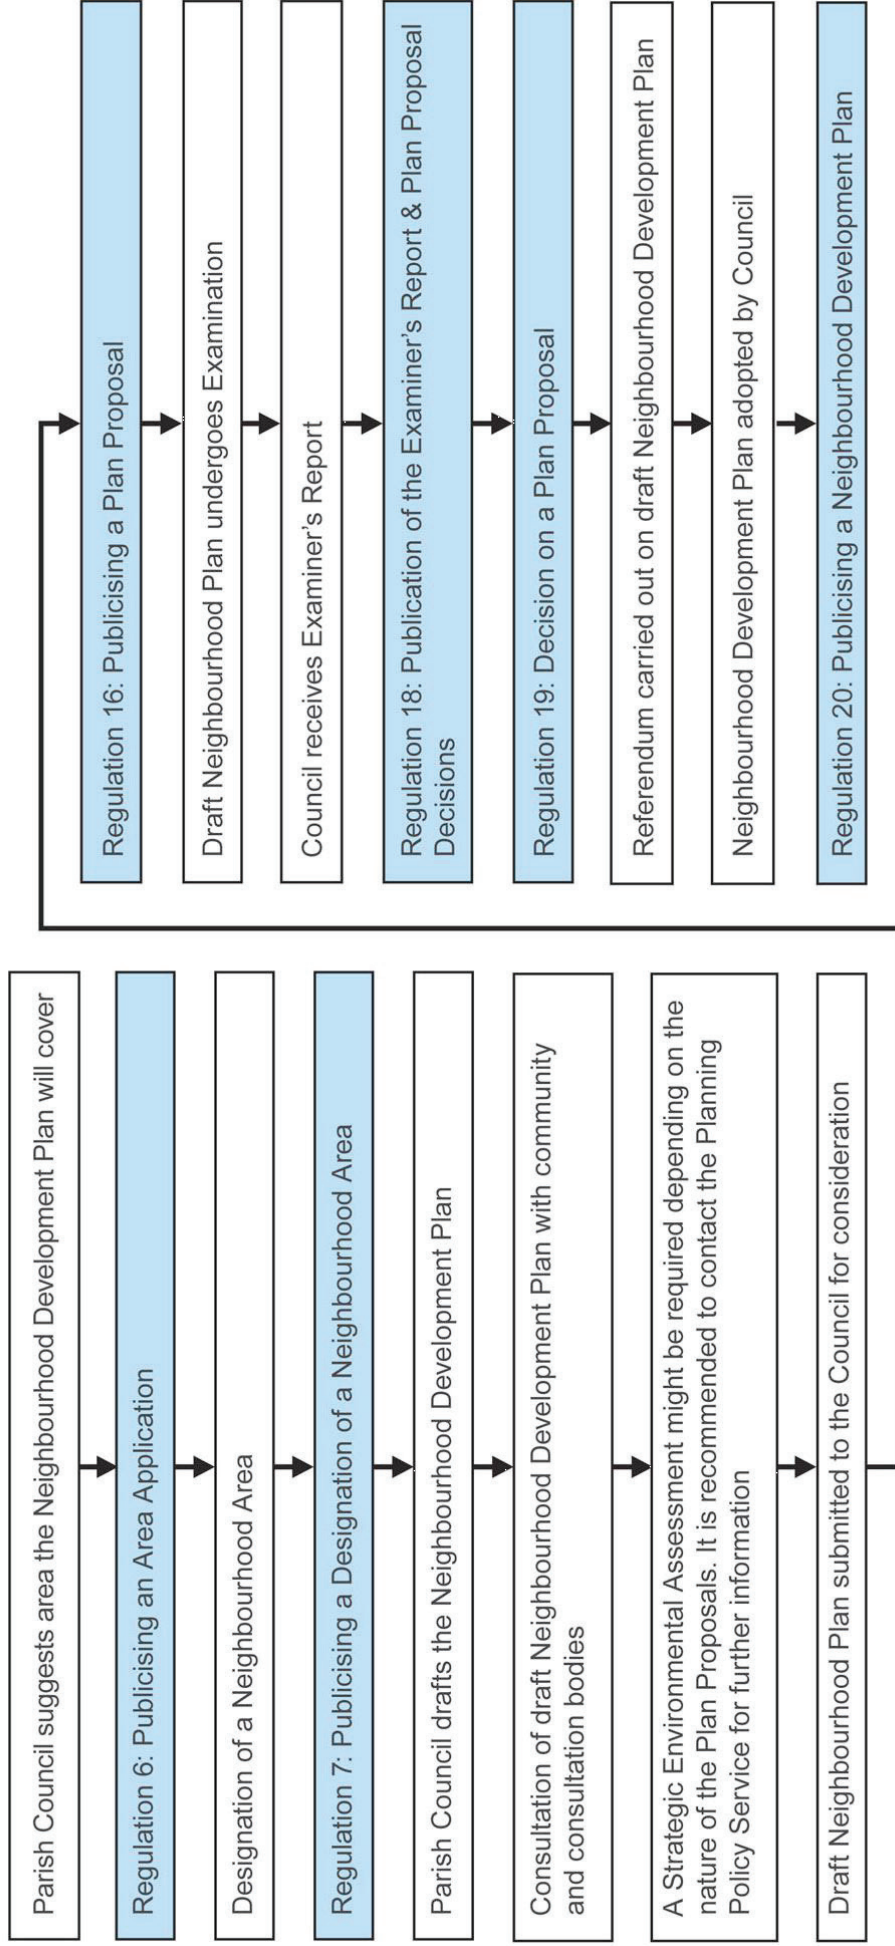 Parish Council suggests area the Neighbourhood Development Plan will cover
Regulation 6: Publicising an Area Application
Designation of a Neighbourhood Area
Regulation 7: Publicising a Designation of a Neighbourhood Area
Parish Council drafts the Neighbourhood Development Plan
Consultation of draft Neighbourhood Development Plan with community
and consultation bodies
A Strategic Environmental Assessment might be required depending on the
nature of the Plan Proposals. It is recommended to contact the Planning
Policy Service for further information
Draft Neighbourhood Plan submitted to the Council for consideration
Regulation 16: Publicising a Plan Proposal
Draft Neighbourhood Plan undergoes Examination
Council receives Examiner’s Report
Regulation 18: Publication of the Examiner’s Report & Plan Proposal
Decisions
Regulation 19: Decision on a Plan Proposal
Referendum carried out on draft Neighbourhood Development Plan
Neighbourhood Development Plan adopted by Council
Regulation 20: Publicising a Neighbourhood Development Plan